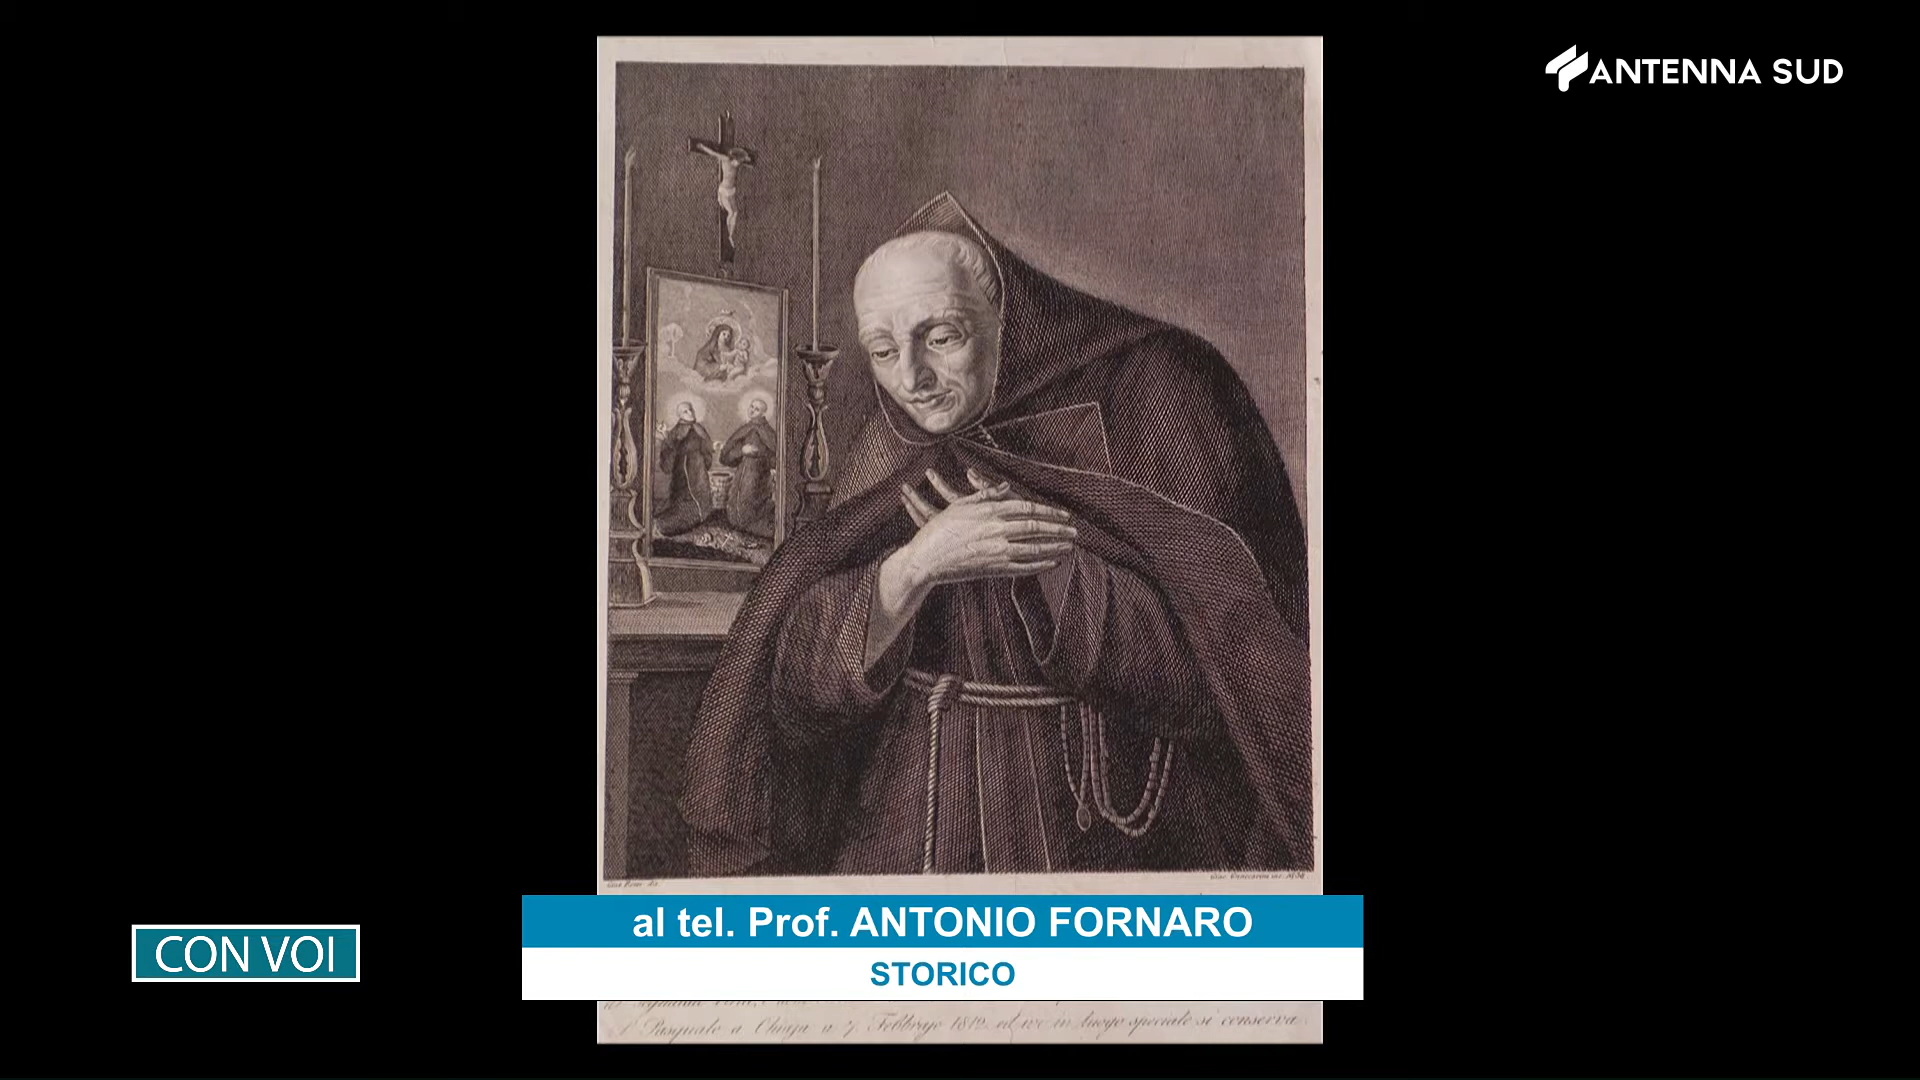 ANTENNA SUD
al tel. Prof. ANTONIO FORNARO
CON VOI
STORICO
Pasquale a Chiaja a 7 Febbrajo 1812 ed ivi in luogo speciale si conserva